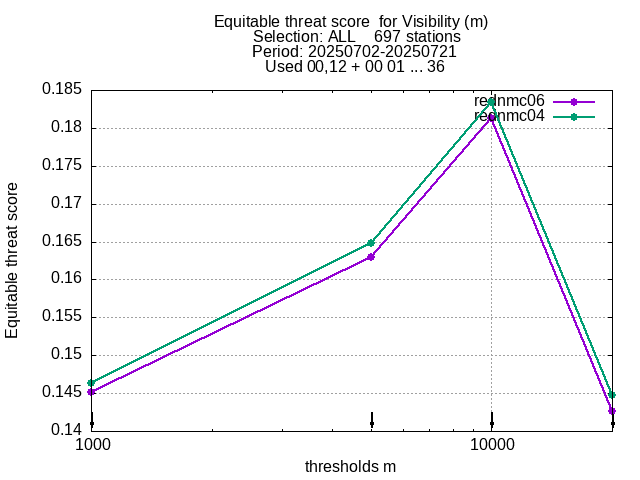 Equitable threat score  for Visibility (m)
Selection: ALL    697 stations
Period: 20250702-20250721
Used 00,12 + 00 01 ... 36
rednmc06
rednmc04
0.185
0.18
0.175
0.17
0.165
0.16
0.155
0.15
0.145
0.14
Equitable threat score
1000
10000
thresholds m